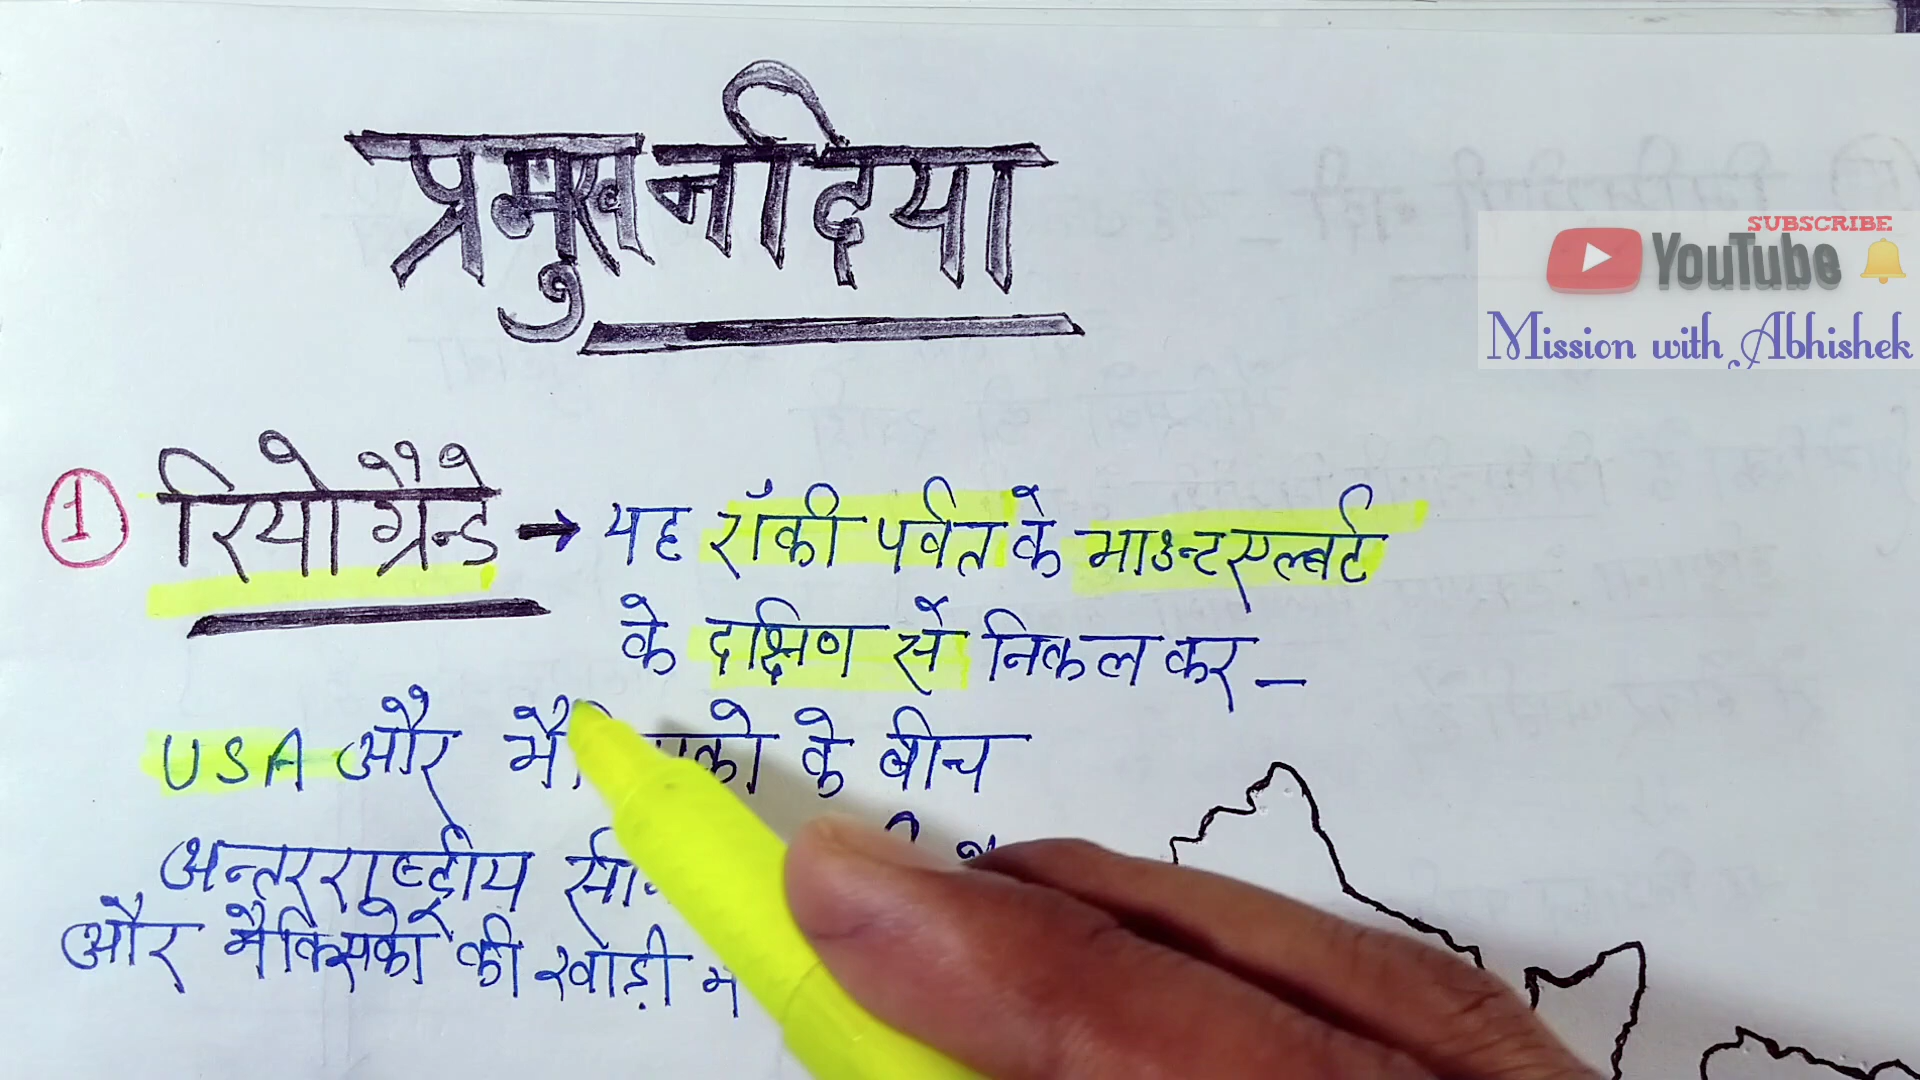 प्रमुख नदिया
SUBSCRIBE
YouTube
Mission with Abhishek
1 रियो ग्रैन्डे → यह रॉकी पर्वत के माउन्ट एल्बर्ट
के दक्षिण से निकल कर -
USA और के बीच
अन्तरराष्ट्रीय
और मैक्सिको की खाड़ी